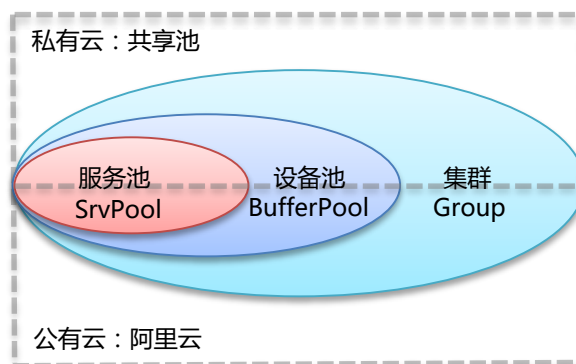 私有云：共享池
服务池
SrvPool
设备池
BufferPool
集群
Group
公有云：阿里云